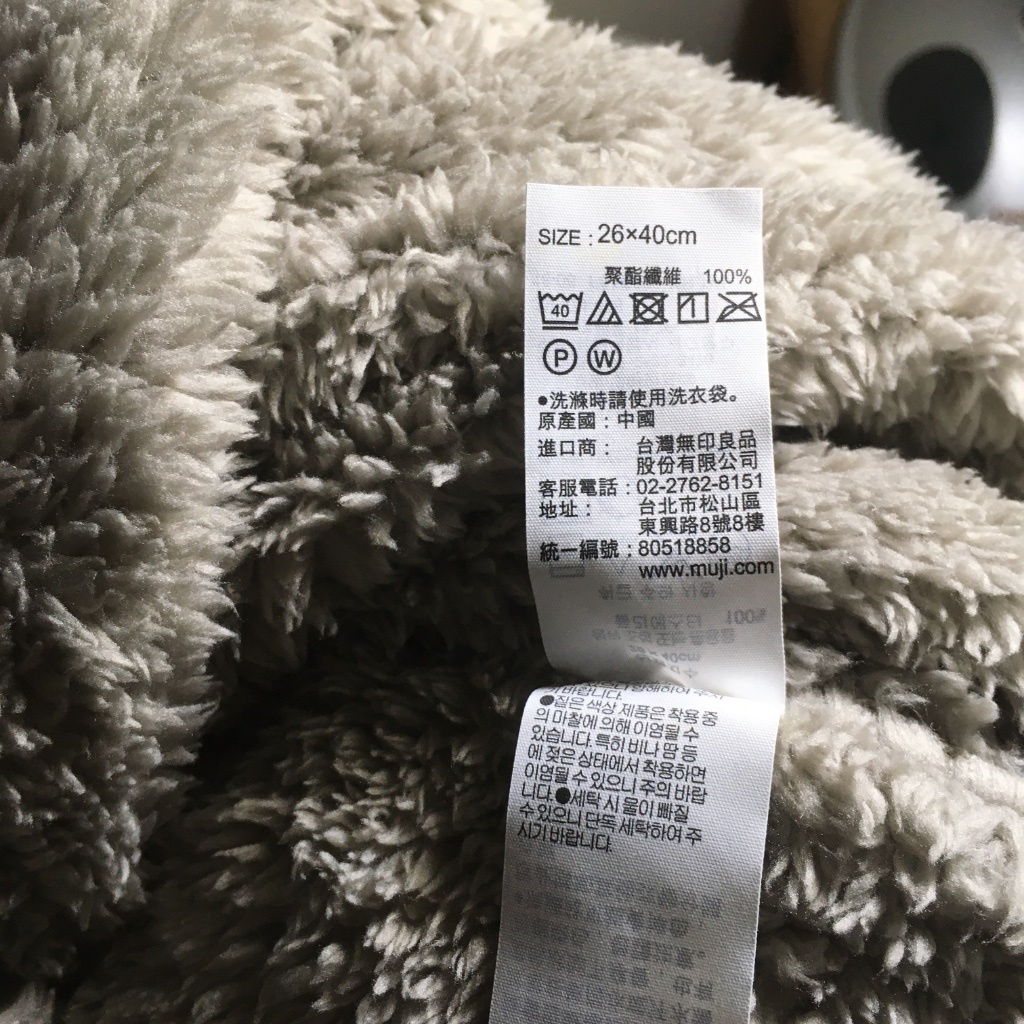 SIZE : 26×40cm
聚酯纖維 100%
40
P W
●洗滌時請使用洗衣袋。
原產國：中國
進口商： 台灣無印良品
股份有限公司
客服電話：02-2762-8151
地址： 台北市松山區
東興路8號8樓
統一編號：80518858
www.muji.com
기 바랍니다.
●짙은 색상 제품은 착용 중
의 마찰에 의해 이염될 수
있습니다. 특히 비나 땀 등
에 젖은 상태에서 착용하면
이염될 수 있으니 주의 바랍
니다. ●세탁 시 물이 빠질
수 있으니 단독 세탁하여 주
시기 바랍니다.